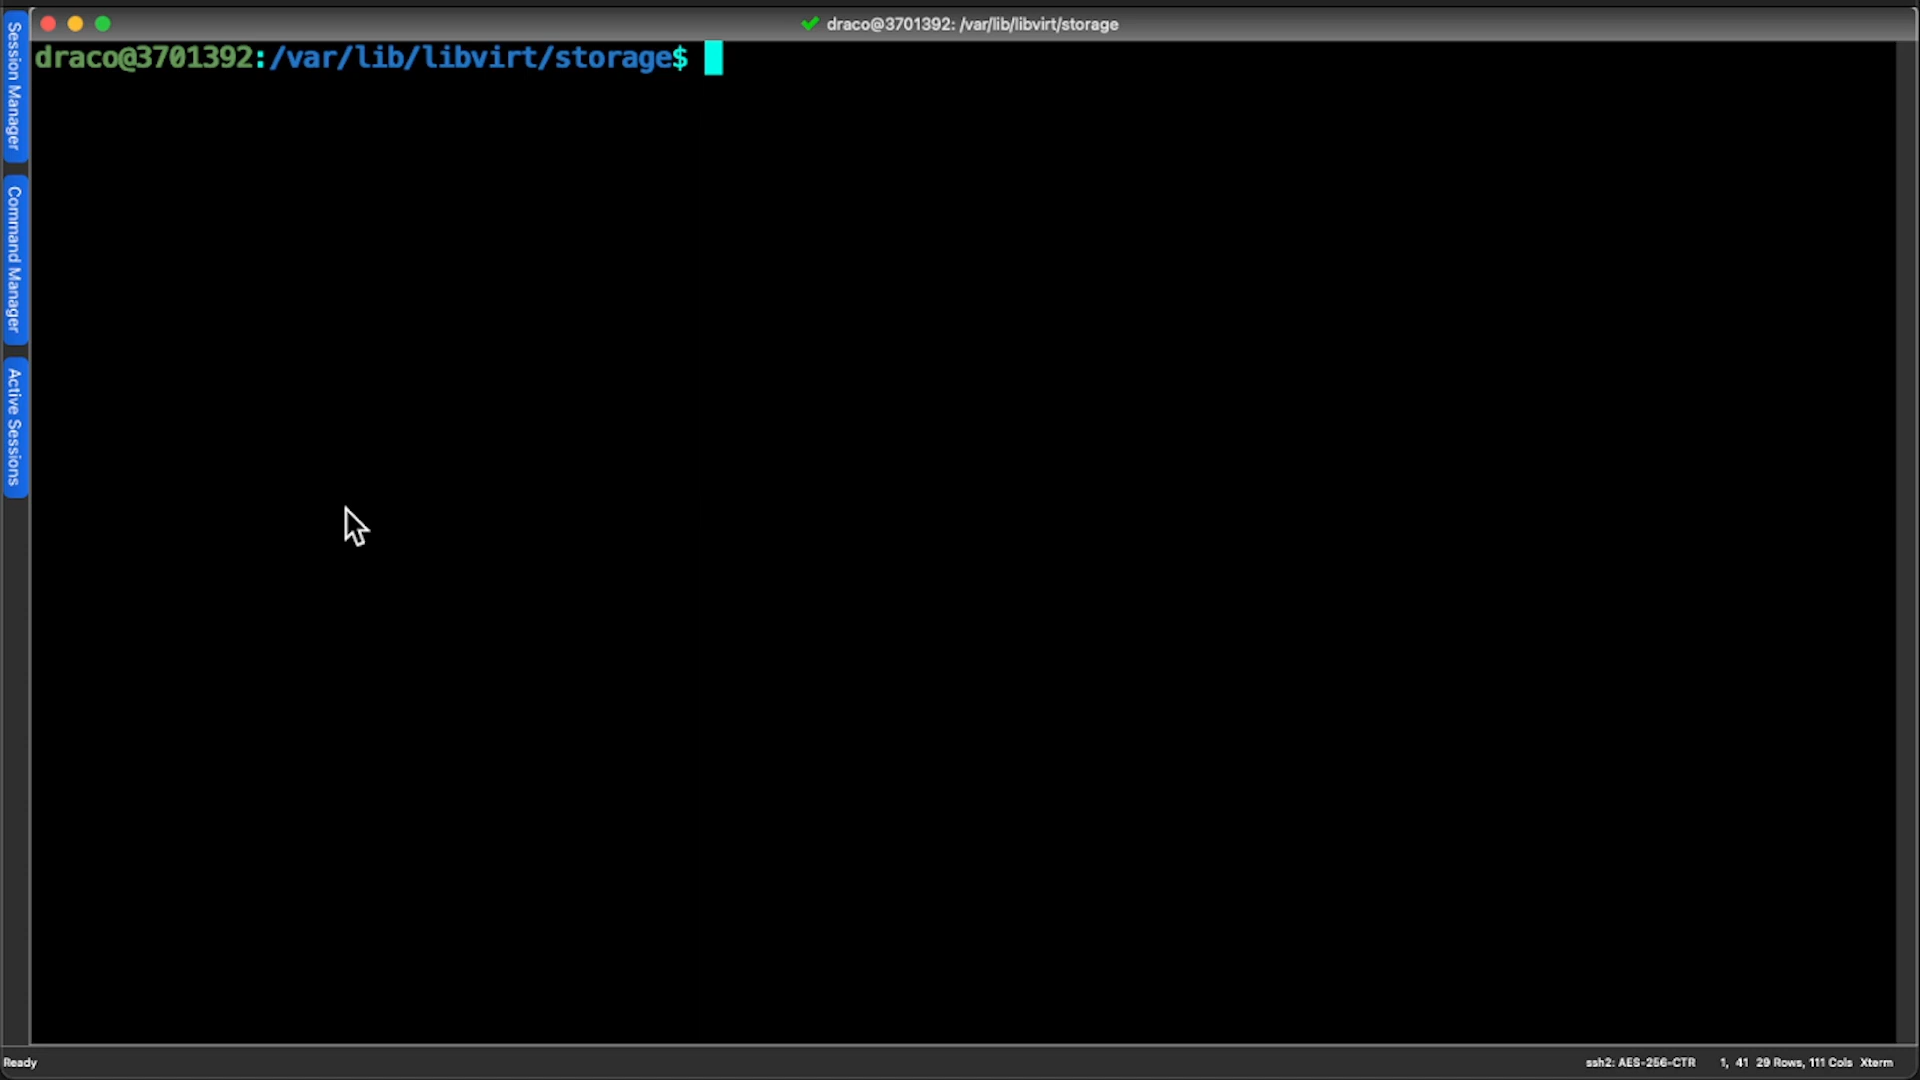 draco@3701392: /var/lib/libvirt/storage
draco@3701392:/var/lib/libvirt/storage$
Session Manager
Command Manager
Active Sessions
Ready
ssh2: AES-256-CTR 1, 41 29 Rows, 111 Cols Xterm